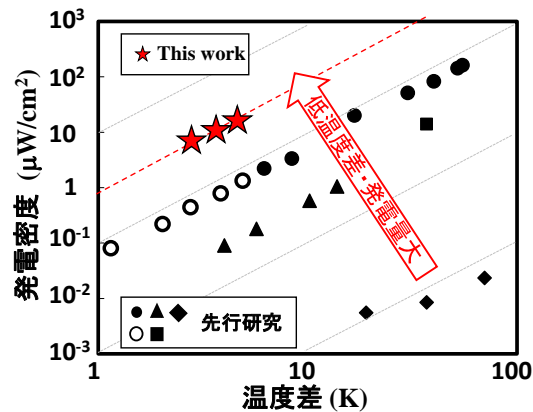 発電密度 (μW/cm²)
10³
10²
10
1
10⁻¹
10⁻²
10⁻³
This work
低温度差・発電量大
先行研究
1
10
100
温度差 (K)